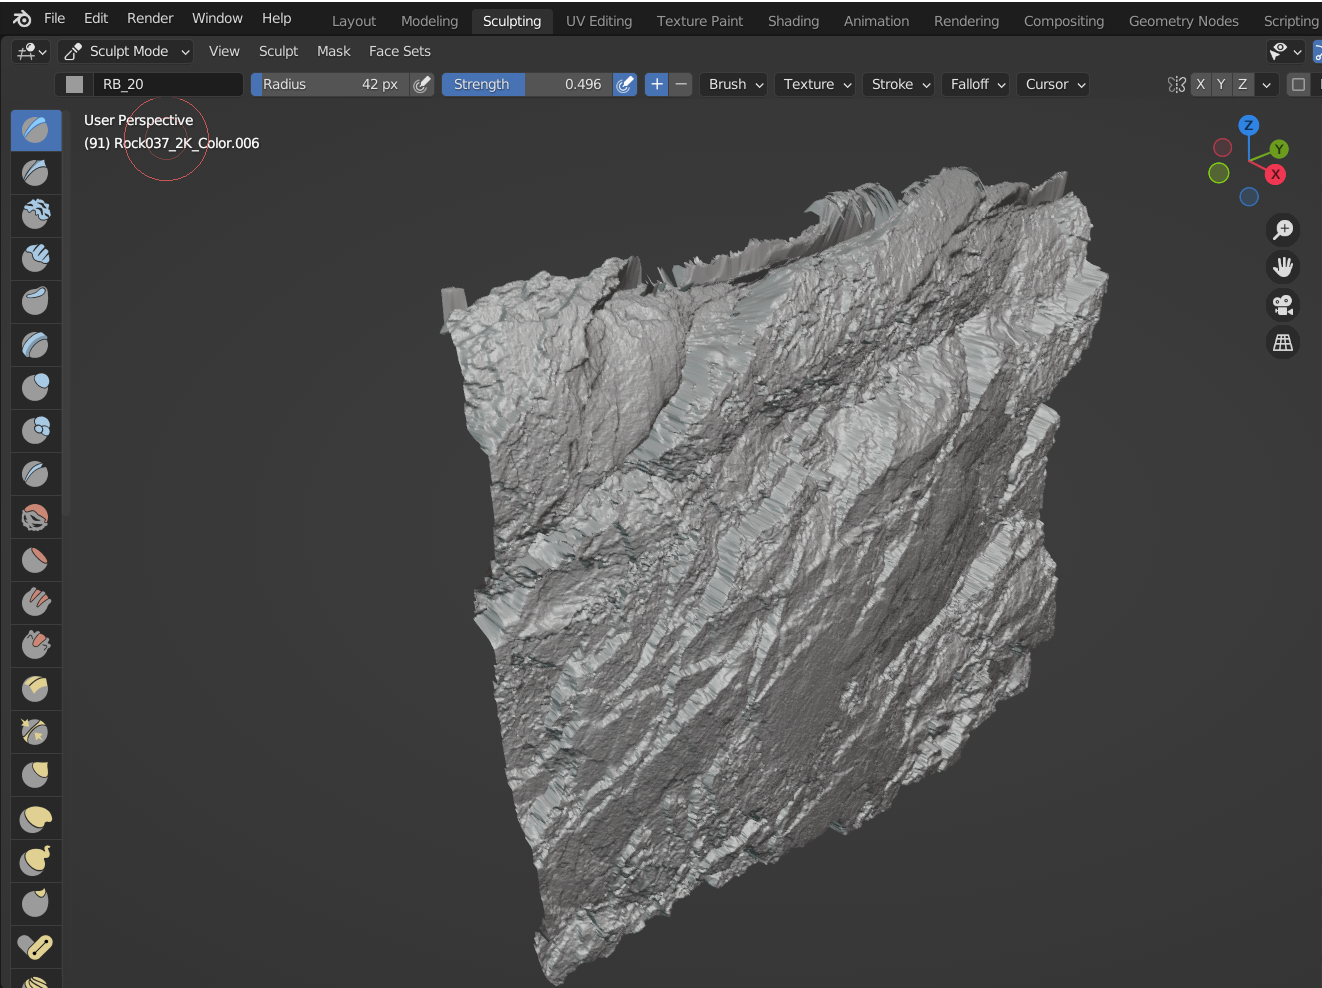 File Edit Render Window Help Layout Modeling Sculpting UV Editing Texture Paint Shading Animation Rendering Compositing Geometry Nodes Scripting
Sculpt Mode View Sculpt Mask Face Sets
RB_20 Radius 42 px Strength 0.496 + − Brush Texture Stroke Falloff Cursor X Y Z
User Perspective
(91) Rock037_2K_Color.006
Z
Y
X